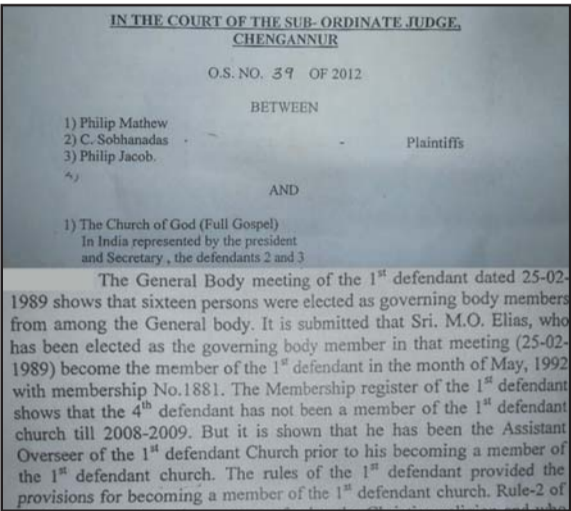 IN THE COURT OF THE SUB- ORDINATE JUDGE,
CHENGANNUR
O.S. NO. 39 OF 2012
BETWEEN
1) Philip Mathew
2) C. Sobhanadas - - Plaintiffs
3) Philip Jacob.
AND
1) The Church of God (Full Gospel)
In India represented by the president
and Secretary , the defendants 2 and 3
The General Body meeting of the 1st defendant dated 25-02-
1989 shows that sixteen persons were elected as governing body members
from among the General body. It is submitted that Sri. M.O. Elias, who
has been elected as the governing body member in that meeting (25-02-
1989) become the member of the 1st defendant in the month of May, 1992
with membership No.1881. The Membership register of the 1st defendant
shows that the 4th defendant has not been a member of the 1st defendant
church till 2008-2009. But it is shown that he has been the Assistant
Overseer of the 1st defendant Church prior to his becoming a member of
the 1st defendant church. The rules of the 1st defendant provided the
provisions for becoming a member of the 1st defendant church. Rule-2 of